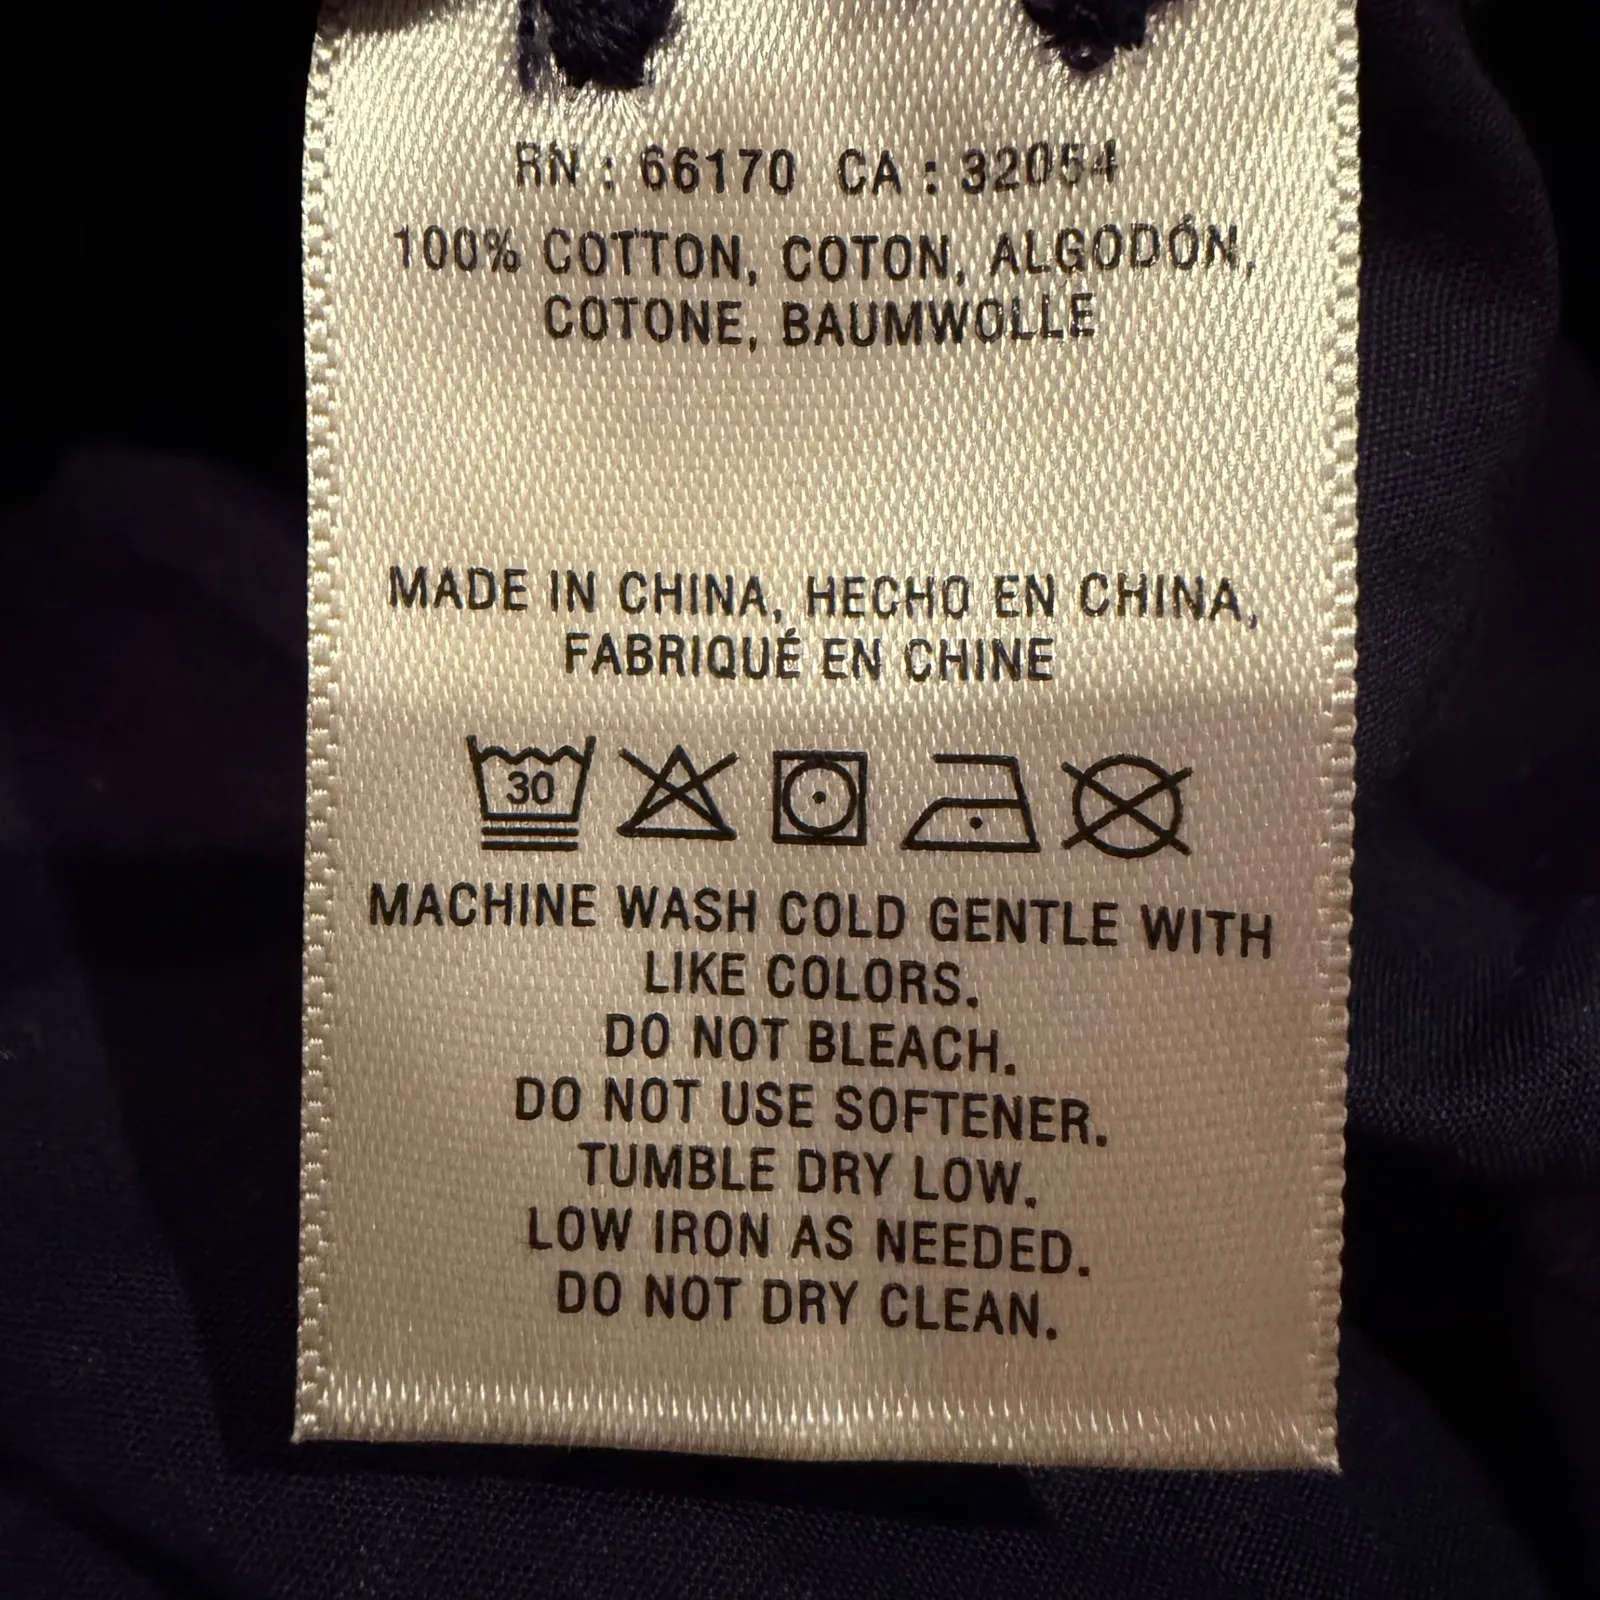 RN : 66170 CA : 32054
100% COTTON, COTON, ALGODÓN,
COTONE, BAUMWOLLE
MADE IN CHINA, HECHO EN CHINA,
FABRIQUÉ EN CHINE
30
MACHINE WASH COLD GENTLE WITH
LIKE COLORS.
DO NOT BLEACH.
DO NOT USE SOFTENER.
TUMBLE DRY LOW.
LOW IRON AS NEEDED.
DO NOT DRY CLEAN.